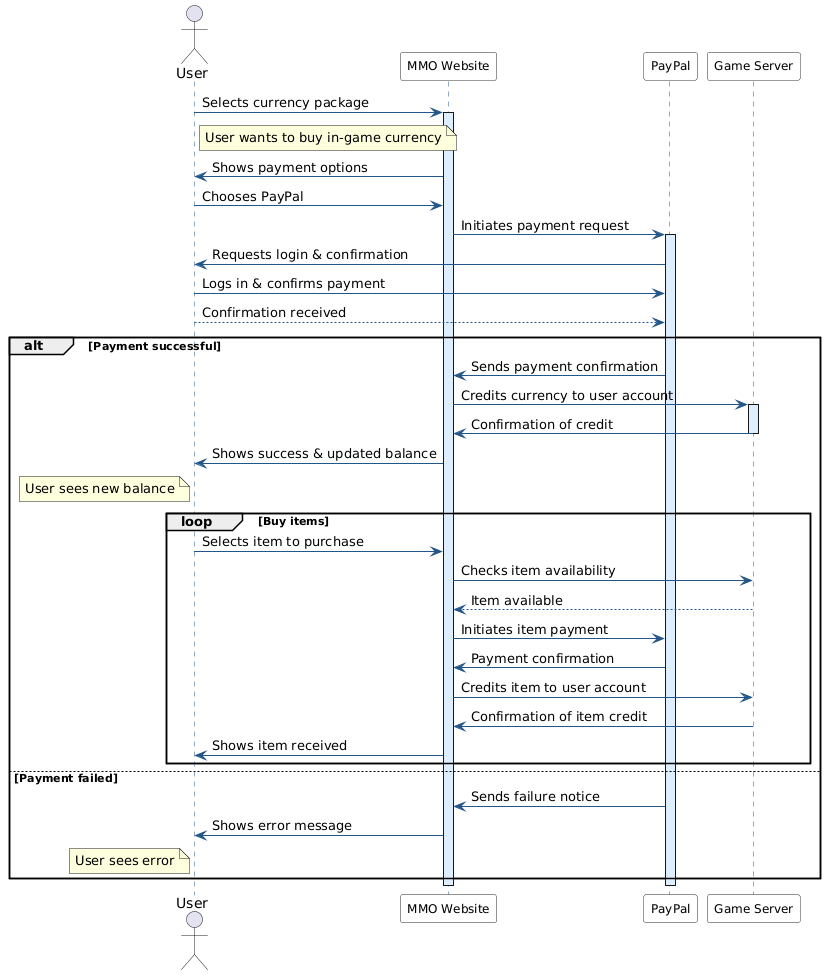 User
MMO Website
PayPal
Game Server
Selects currency package
User wants to buy in-game currency
Shows payment options
Chooses PayPal
Initiates payment request
Requests login & confirmation
Logs in & confirms payment
Confirmation received
alt
[Payment successful]
Sends payment confirmation
Credits currency to user account
Confirmation of credit
Shows success & updated balance
User sees new balance
loop
[Buy items]
Selects item to purchase
Checks item availability
Item available
Initiates item payment
Payment confirmation
Credits item to user account
Confirmation of item credit
Shows item received
[Payment failed]
Sends failure notice
Shows error message
User sees error
User
MMO Website
PayPal
Game Server